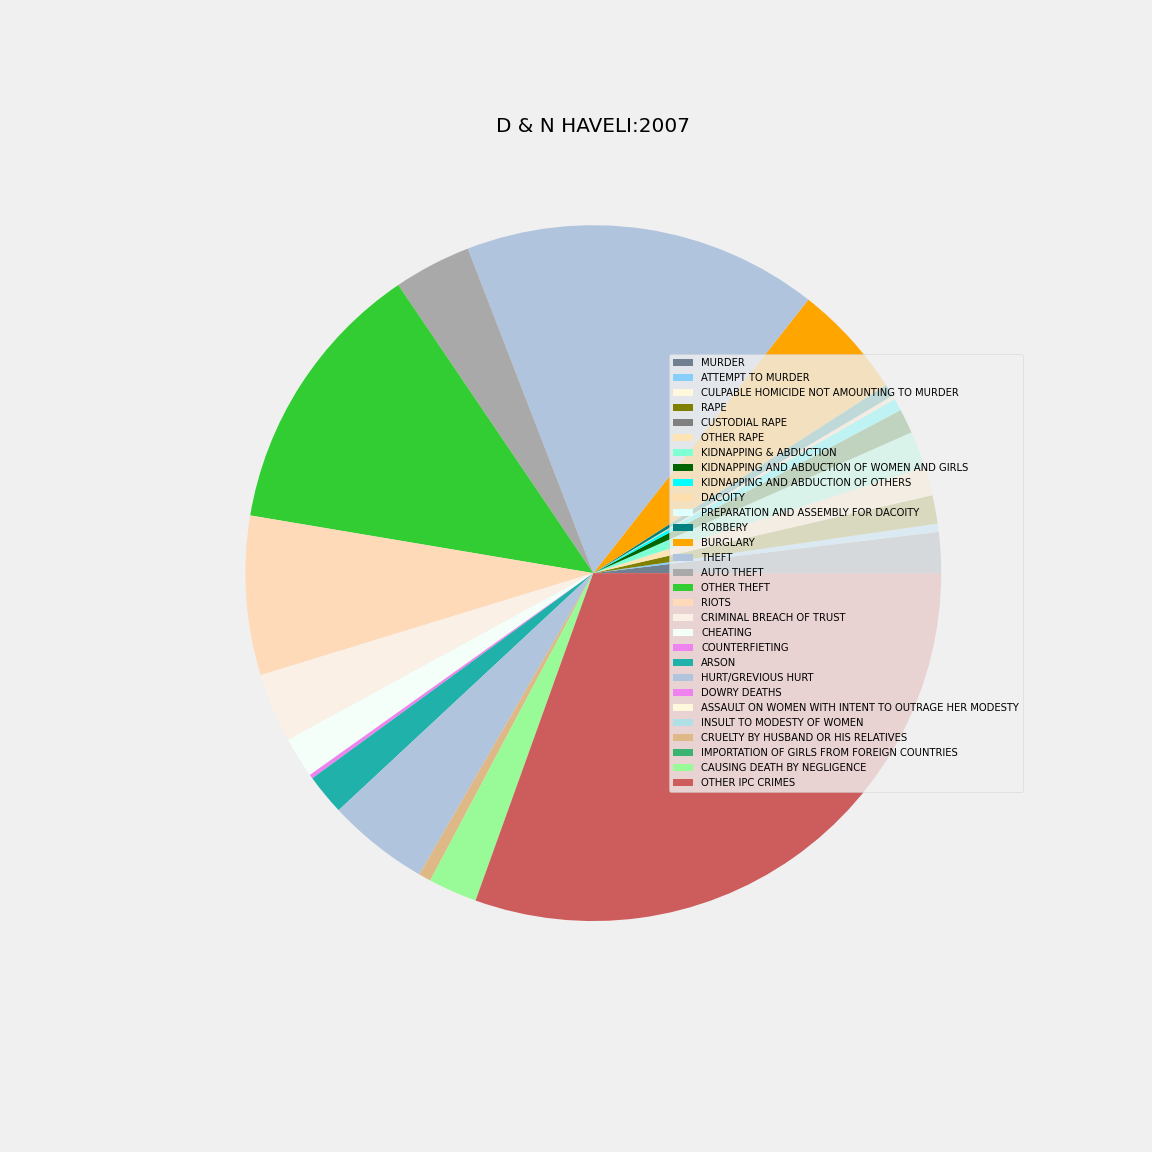 D & N HAVELI:2007
MURDER
ATTEMPT TO MURDER
CULPABLE HOMICIDE NOT AMOUNTING TO MURDER
RAPE
CUSTODIAL RAPE
OTHER RAPE
KIDNAPPING & ABDUCTION
KIDNAPPING AND ABDUCTION OF WOMEN AND GIRLS
KIDNAPPING AND ABDUCTION OF OTHERS
DACOITY
PREPARATION AND ASSEMBLY FOR DACOITY
ROBBERY
BURGLARY
THEFT
AUTO THEFT
OTHER THEFT
RIOTS
CRIMINAL BREACH OF TRUST
CHEATING
COUNTERFIETING
ARSON
HURT/GREVIOUS HURT
DOWRY DEATHS
ASSAULT ON WOMEN WITH INTENT TO OUTRAGE HER MODESTY
INSULT TO MODESTY OF WOMEN
CRUELTY BY HUSBAND OR HIS RELATIVES
IMPORTATION OF GIRLS FROM FOREIGN COUNTRIES
CAUSING DEATH BY NEGLIGENCE
OTHER IPC CRIMES